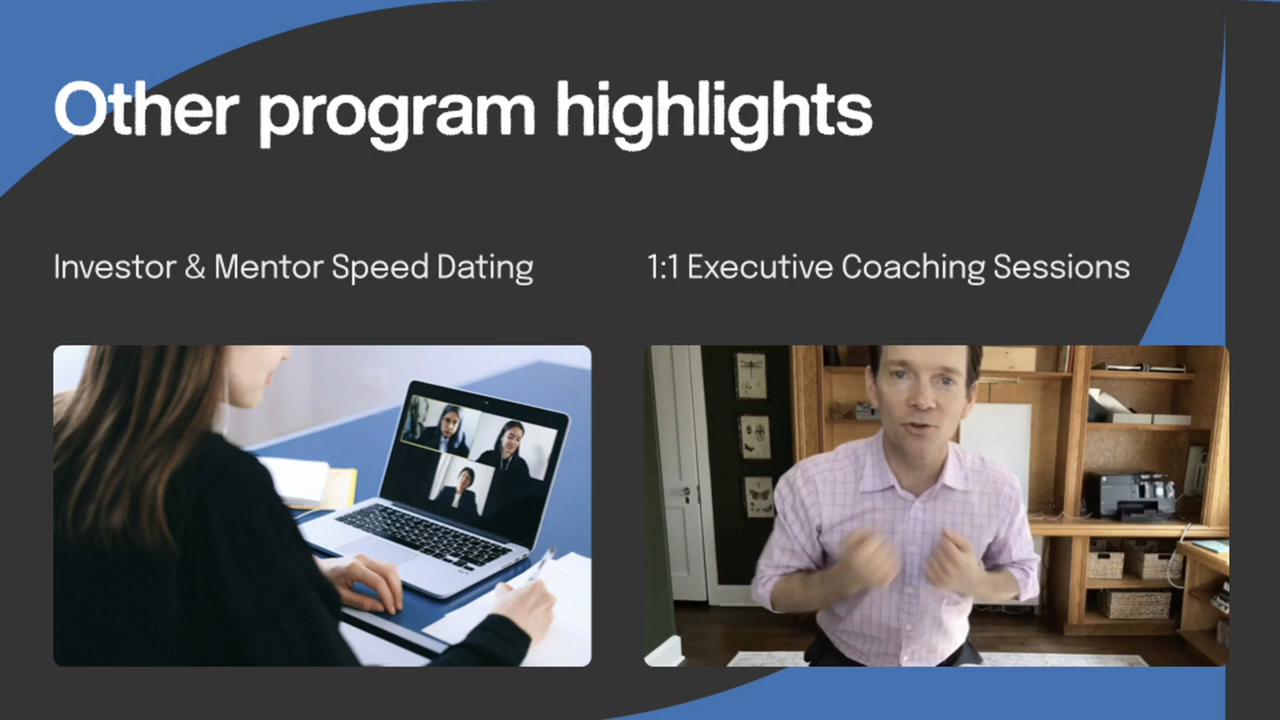 Other program highlights
Investor & Mentor Speed Dating
1:1 Executive Coaching Sessions